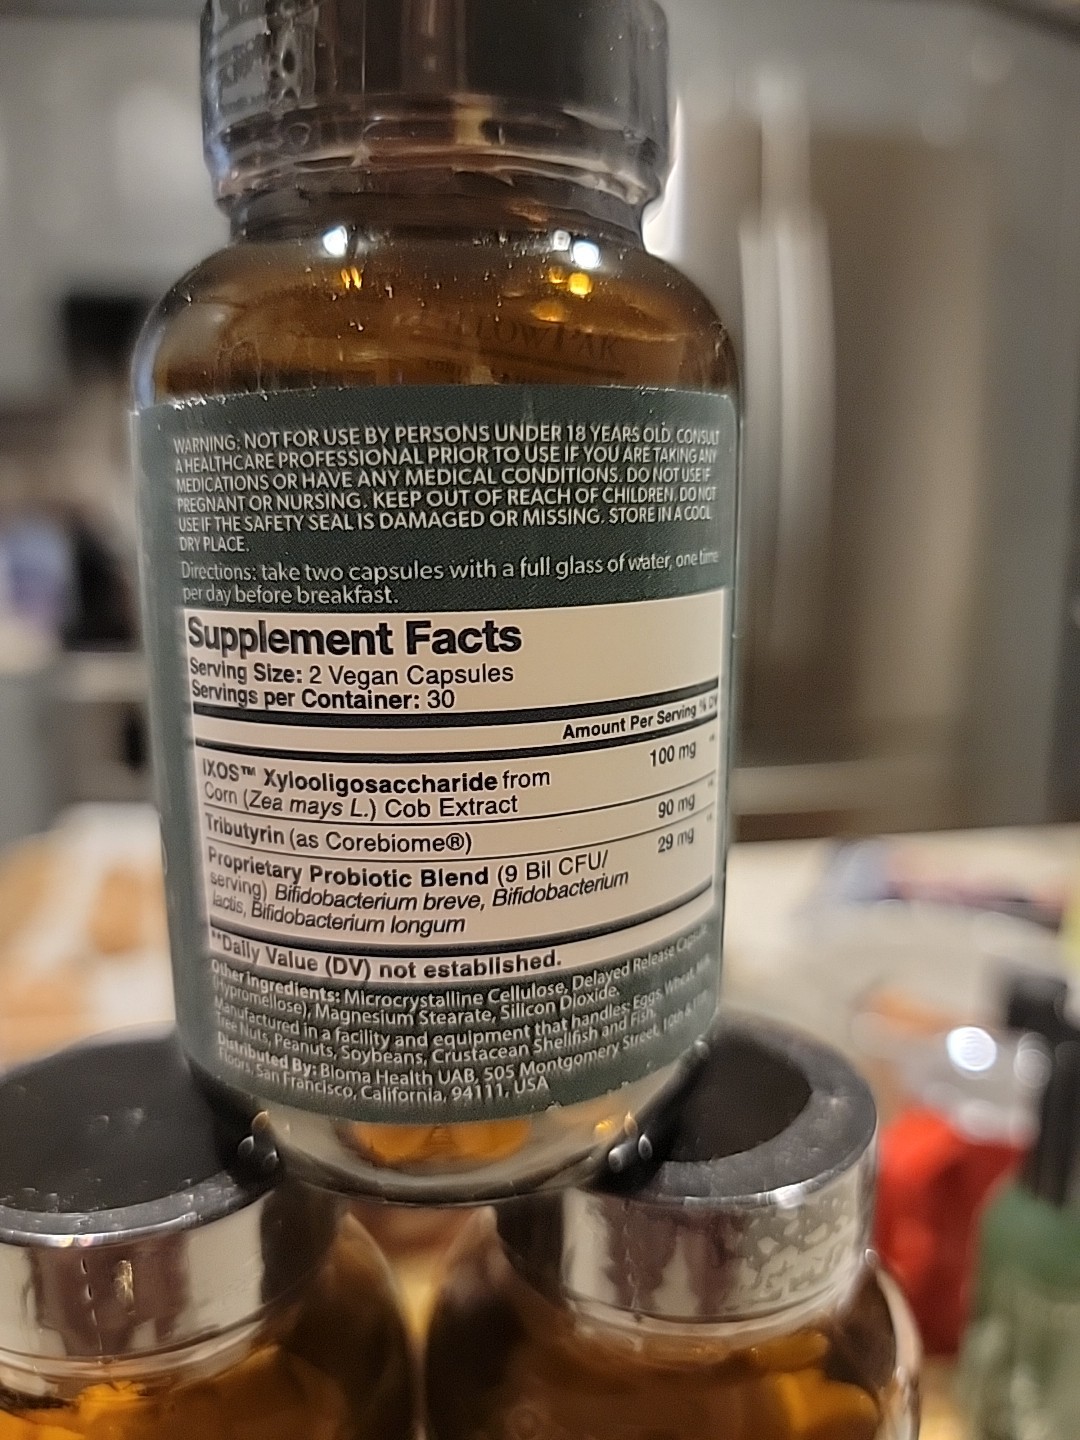 WARNING: NOT FOR USE BY PERSONS UNDER 18 YEARS OLD. CONSULT
A HEALTHCARE PROFESSIONAL PRIOR TO USE IF YOU ARE TAKING ANY
MEDICATIONS OR HAVE ANY MEDICAL CONDITIONS. DO NOT USE IF
PREGNANT OR NURSING. KEEP OUT OF REACH OF CHILDREN. DO NOT
USE IF THE SAFETY SEAL IS DAMAGED OR MISSING. STORE IN A COOL
DRY PLACE.
Directions: take two capsules with a full glass of water, one time
per day before breakfast.
Supplement Facts
Serving Size: 2 Vegan Capsules
Servings per Container: 30
Amount Per Serving % DV
IXOS™ Xylooligosaccharide from 100 mg **
Corn (Zea mays L.) Cob Extract
Tributyrin (as Corebiome®) 90 mg **
Proprietary Probiotic Blend (9 Bil CFU/ 29 mg **
serving) Bifidobacterium breve, Bifidobacterium
lactis, Bifidobacterium longum
**Daily Value (DV) not established.
Other Ingredients: Microcrystalline Cellulose, Delayed Release Capsule
(Hypromellose), Magnesium Stearate, Silicon Dioxide.
Manufactured in a facility and equipment that handles: Eggs, Wheat, Milk,
Tree Nuts, Peanuts, Soybeans, Crustacean Shellfish and Fish.
Distributed By: Bioma Health UAB, 505 Montgomery Street, 10th &
Floors, San Francisco, California, 94111, USA